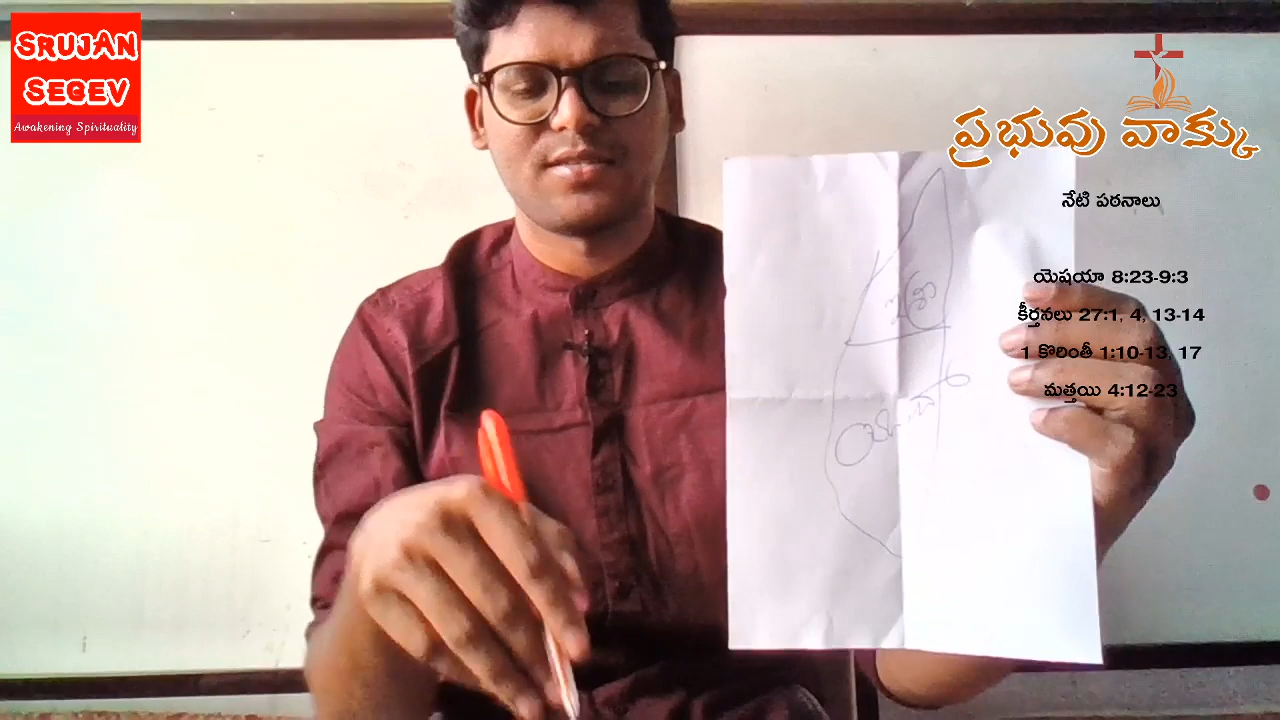 SRUJAN
SEGEV
Awakening Spirituality
ప్రభువు వాక్కు
నేటి పఠనాలు
యెషయా 8:23-9:3
కీర్తనలు 27:1, 4, 13-14
1 కొరింతీ 1:10-13, 17
మత్తయి 4:12-23